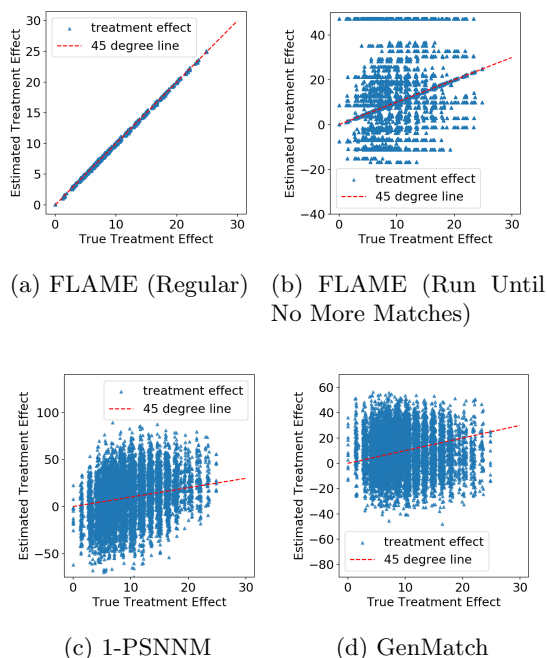 30
25
20
15
10
5
0
Estimated Treatment Effect
treatment effect
45 degree line
0 10 20 30
True Treatment Effect
(a) FLAME (Regular)
40
20
0
−20
−40
Estimated Treatment Effect
treatment effect
45 degree line
0 10 20 30
True Treatment Effect
(b) FLAME (Run Until
No More Matches)
100
50
0
−50
Estimated Treatment Effect
treatment effect
45 degree line
0 10 20 30
True Treatment Effect
(c) 1-PSNNM
60
40
20
0
−20
−40
−60
−80
Estimated Treatment Effect
treatment effect
45 degree line
0 10 20 30
True Treatment Effect
(d) GenMatch